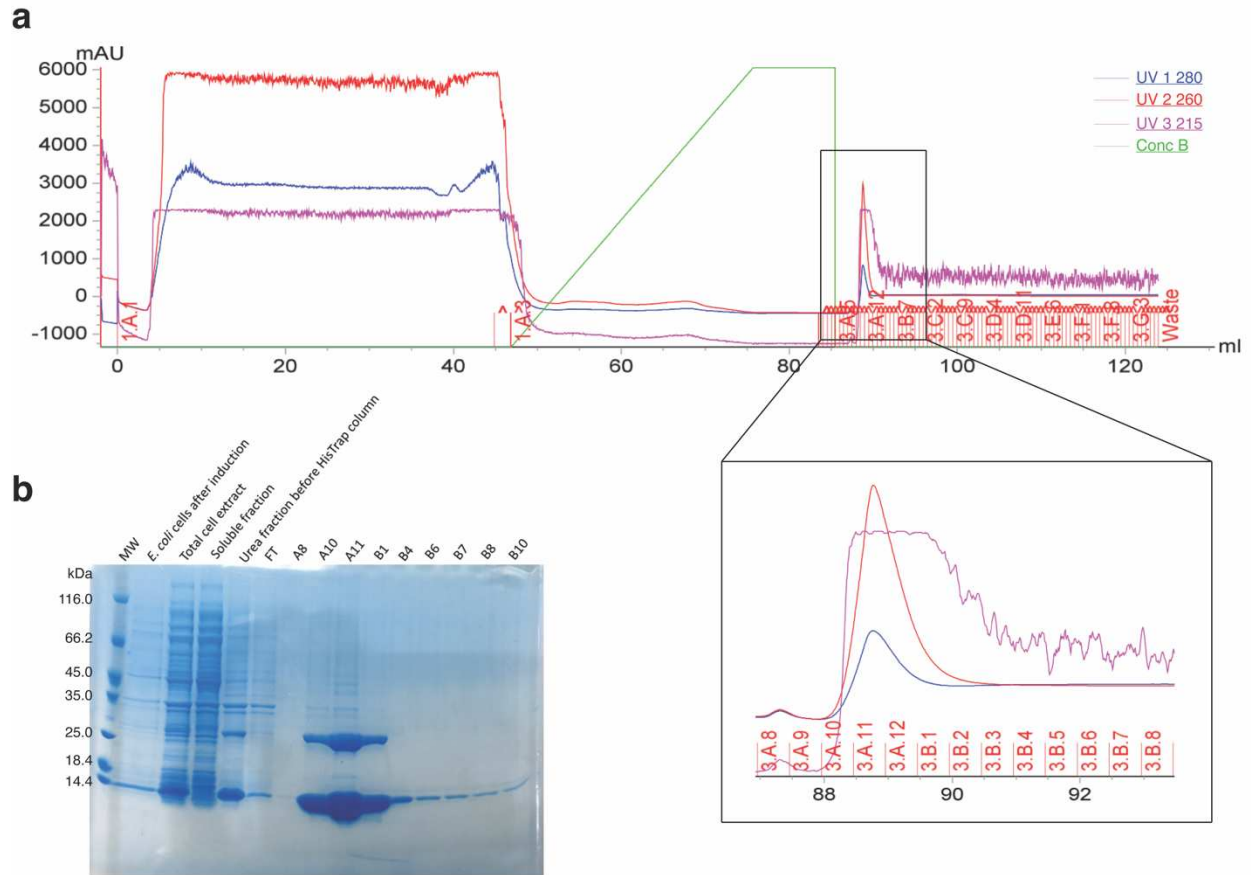 a
mAU
6000
5000
4000
3000
2000
1000
0
-1000
UV 1 280
UV 2 260
UV 3 215
Conc B
1.A.1
1.A.3
3.A.5
3.A.12
3.B.7
3.C.2
3.C.9
3.D.4
3.D.11
3.E.6
3.F.1
3.F.8
3.G.3
Waste
0
20
40
60
80
100
120
ml
b
MW
E. coli cells after induction
Total cell extract
Soluble fraction
Urea fraction before HisTrap column
FT
A8
A10
A11
B1
B4
B6
B7
B8
B10
kDa
116.0
66.2
45.0
35.0
25.0
18.4
14.4
3.A.8
3.A.9
3.A.10
3.A.11
3.A.12
3.B.1
3.B.2
3.B.3
3.B.4
3.B.5
3.B.6
3.B.7
3.B.8
88
90
92